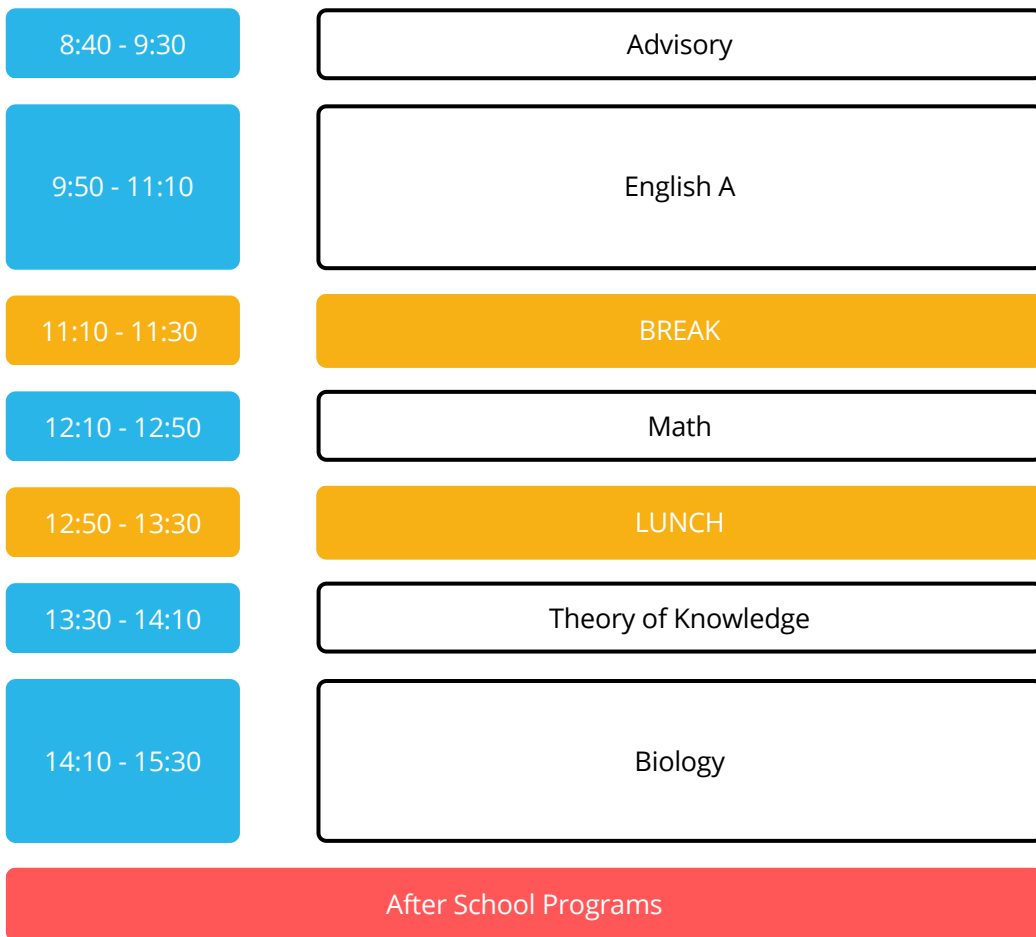 8:40 - 9:30 Advisory
9:50 - 11:10 English A
11:10 - 11:30 BREAK
12:10 - 12:50 Math
12:50 - 13:30 LUNCH
13:30 - 14:10 Theory of Knowledge
14:10 - 15:30 Biology
After School Programs